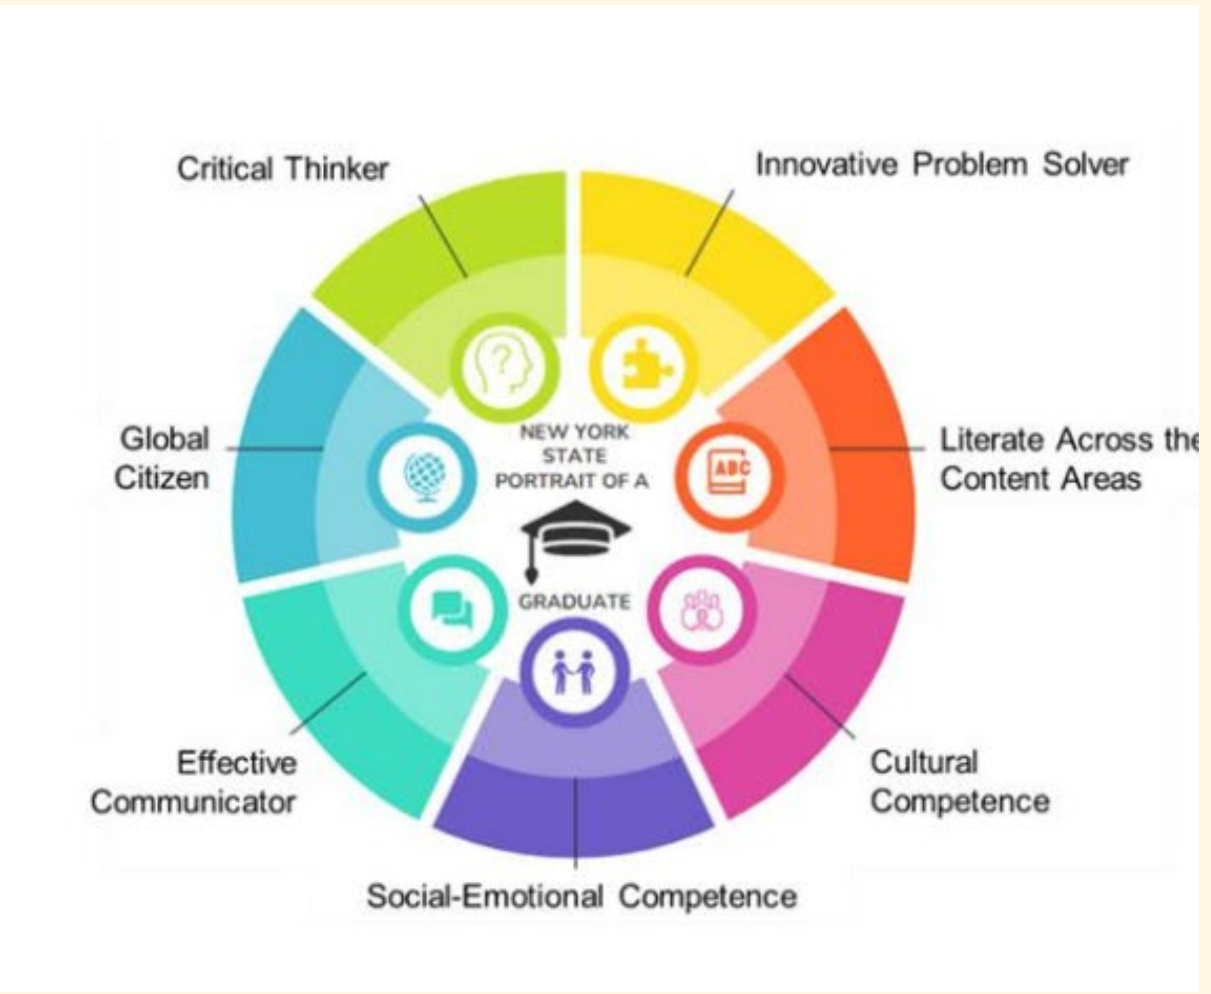 Critical Thinker
Innovative Problem Solver
?
NEW YORK
STATE
PORTRAIT OF A
GRADUATE
Global
Citizen
ABC
Literate Across the
Content Areas
Effective
Communicator
Cultural
Competence
Social-Emotional Competence